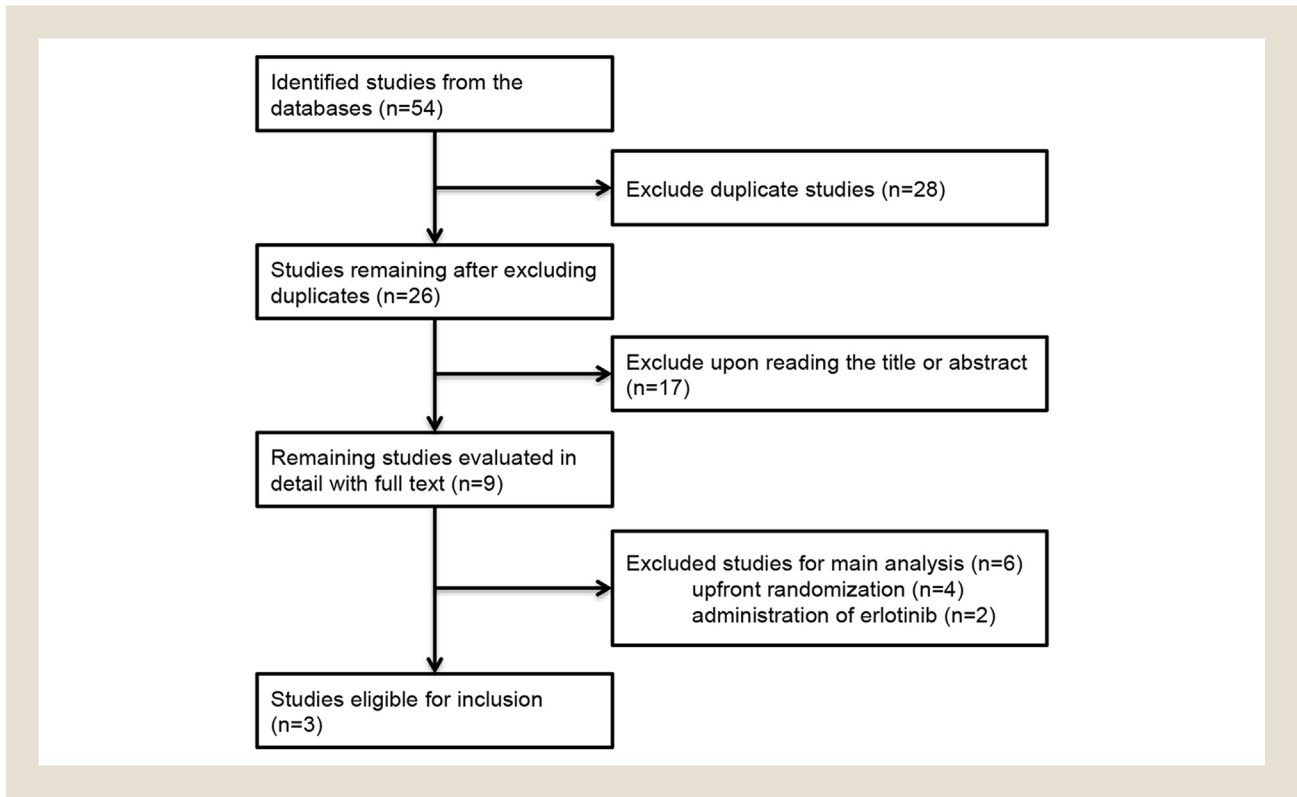 Identified studies from the
databases (n=54)
Exclude duplicate studies (n=28)
Studies remaining after excluding
duplicates (n=26)
Exclude upon reading the title or abstract
(n=17)
Remaining studies evaluated in
detail with full text (n=9)
Excluded studies for main analysis (n=6)
upfront randomization (n=4)
administration of erlotinib (n=2)
Studies eligible for inclusion
(n=3)